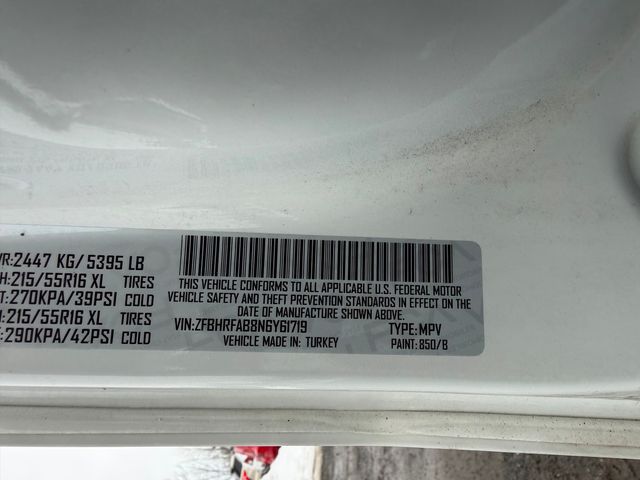 VR:2447 KG/ 5395 LB
H:215/55R16 XL TIRES
T:270KPA/39PSI COLD
:215/55R16 XL TIRES
:290KPA/42PSI COLD
THIS VEHICLE CONFORMS TO ALL APPLICABLE U.S. FEDERAL MOTOR
VEHICLE SAFETY AND THEFT PREVENTION STANDARDS IN EFFECT ON THE
DATE OF MANUFACTURE SHOWN ABOVE.
VIN:ZFBHRFAB8N6Y61719 TYPE:MPV
VEHICLE MADE IN: TURKEY PAINT: 850/B